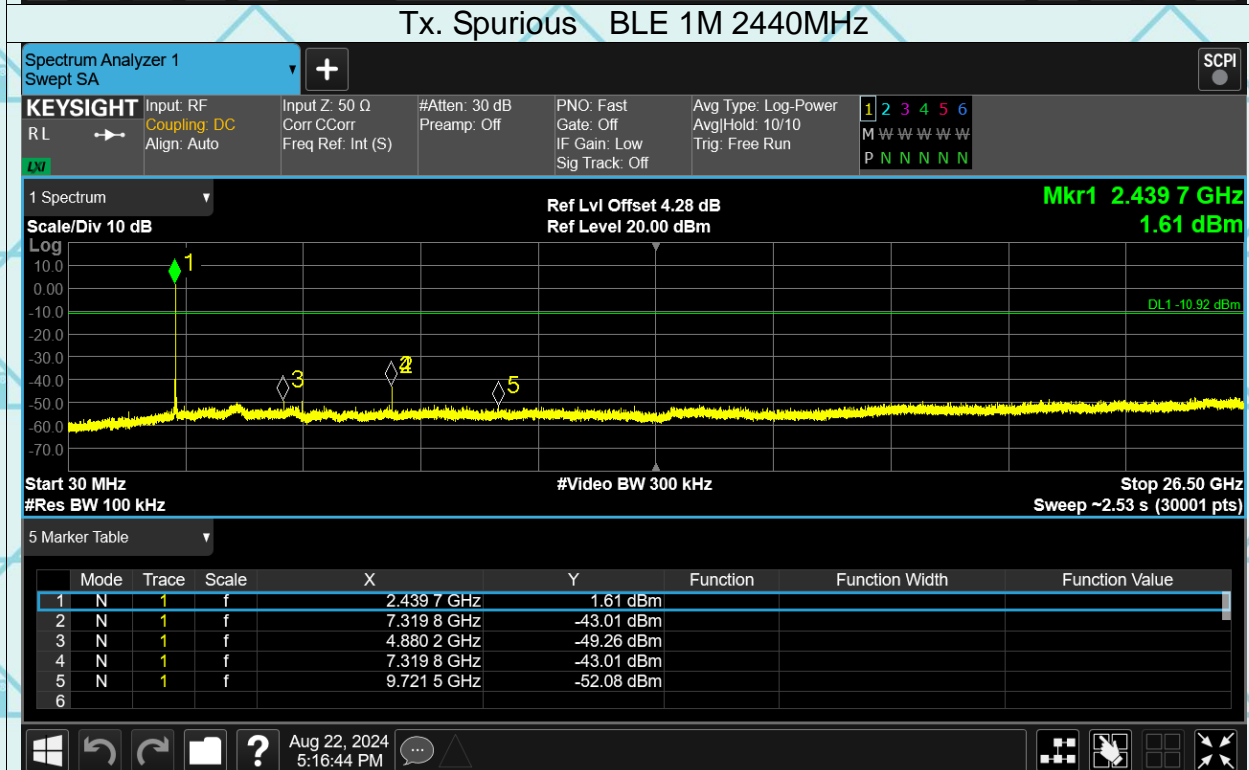 Tx. Spurious BLE 1M 2440MHz
Spectrum Analyzer 1
Swept SA
+
SCPI
KEYSIGHT Input: RF Input Z: 50 Ω #Atten: 30 dB PNO: Fast Avg Type: Log-Power 1 2 3 4 5 6
RL Coupling: DC Corr CCorr Preamp: Off Gate: Off Avg|Hold: 10/10 M W W W W W W
Align: Auto Freq Ref: Int (S) IF Gain: Low Trig: Free Run
LXI Sig Track: Off P N N N N N
1 Spectrum
Mkr1 2.439 7 GHz
Ref Lvl Offset 4.28 dB
Scale/Div 10 dB Ref Level 20.00 dBm 1.61 dBm
Log
10.0
0.00
-10.0
-20.0
-30.0
-40.0
-50.0
-60.0
-70.0
1
DL1 -10.92 dBm
3
5
Start 30 MHz #Video BW 300 kHz Stop 26.50 GHz
#Res BW 100 kHz Sweep ~2.53 s (30001 pts)
5 Marker Table
Mode Trace Scale X Y Function Function Width Function Value
1 N 1 f 2.439 7 GHz 1.61 dBm
2 N 1 f 7.319 8 GHz -43.01 dBm
3 N 1 f 4.880 2 GHz -49.26 dBm
4 N 1 f 7.319 8 GHz -43.01 dBm
5 N 1 f 9.721 5 GHz -52.08 dBm
6
? Aug 22, 2024
5:16:44 PM